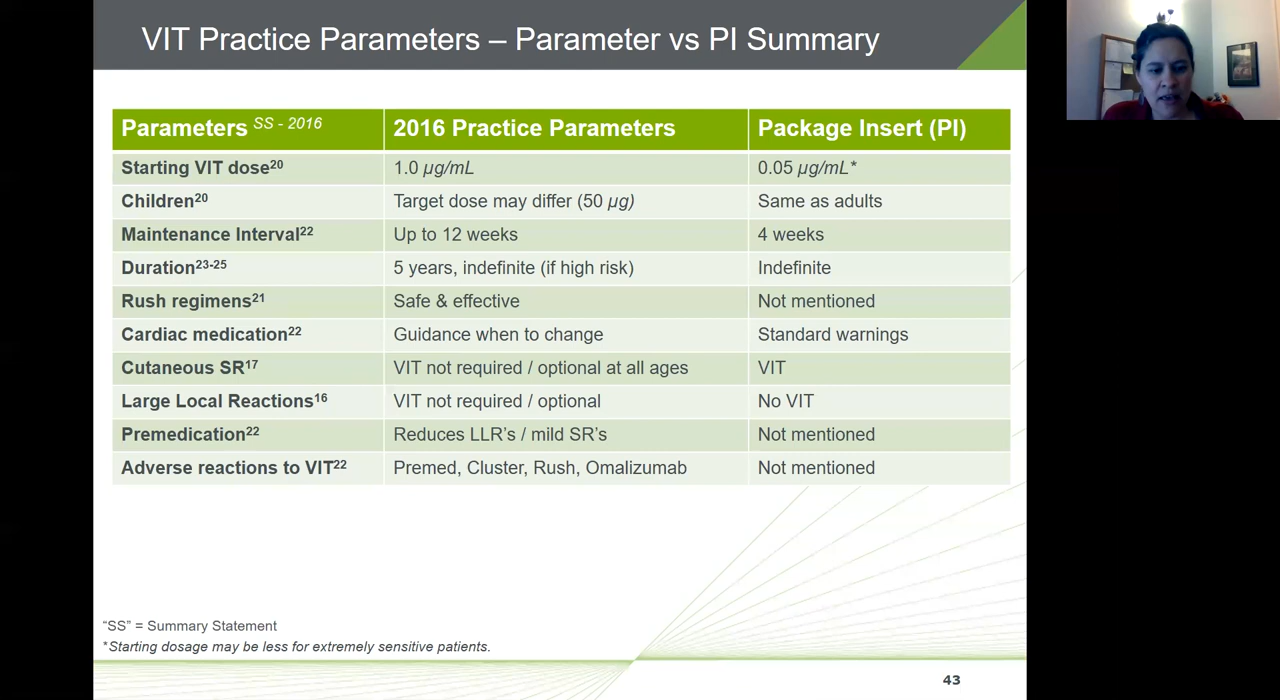 VIT Practice Parameters – Parameter vs PI Summary
Parameters SS - 2016 2016 Practice Parameters Package Insert (PI)
Starting VIT dose20 1.0 µg/mL 0.05 µg/mL*
Children20 Target dose may differ (50 µg) Same as adults
Maintenance Interval22 Up to 12 weeks 4 weeks
Duration23-25 5 years, indefinite (if high risk) Indefinite
Rush regimens21 Safe & effective Not mentioned
Cardiac medication22 Guidance when to change Standard warnings
Cutaneous SR17 VIT not required / optional at all ages VIT
Large Local Reactions16 VIT not required / optional No VIT
Premedication22 Reduces LLR’s / mild SR’s Not mentioned
Adverse reactions to VIT22 Premed, Cluster, Rush, Omalizumab Not mentioned
“SS” = Summary Statement
*Starting dosage may be less for extremely sensitive patients.
43